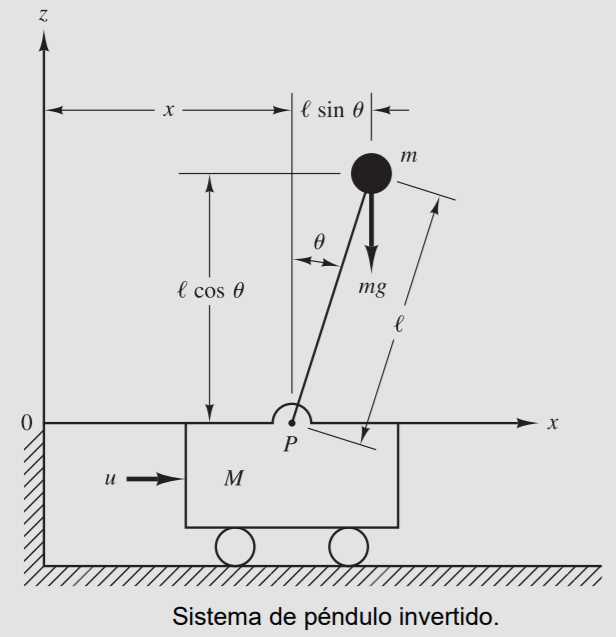 z
x
ℓ sin θ
m
θ
ℓ cos θ
mg
ℓ
0
x
P
u
M
Sistema de péndulo invertido.